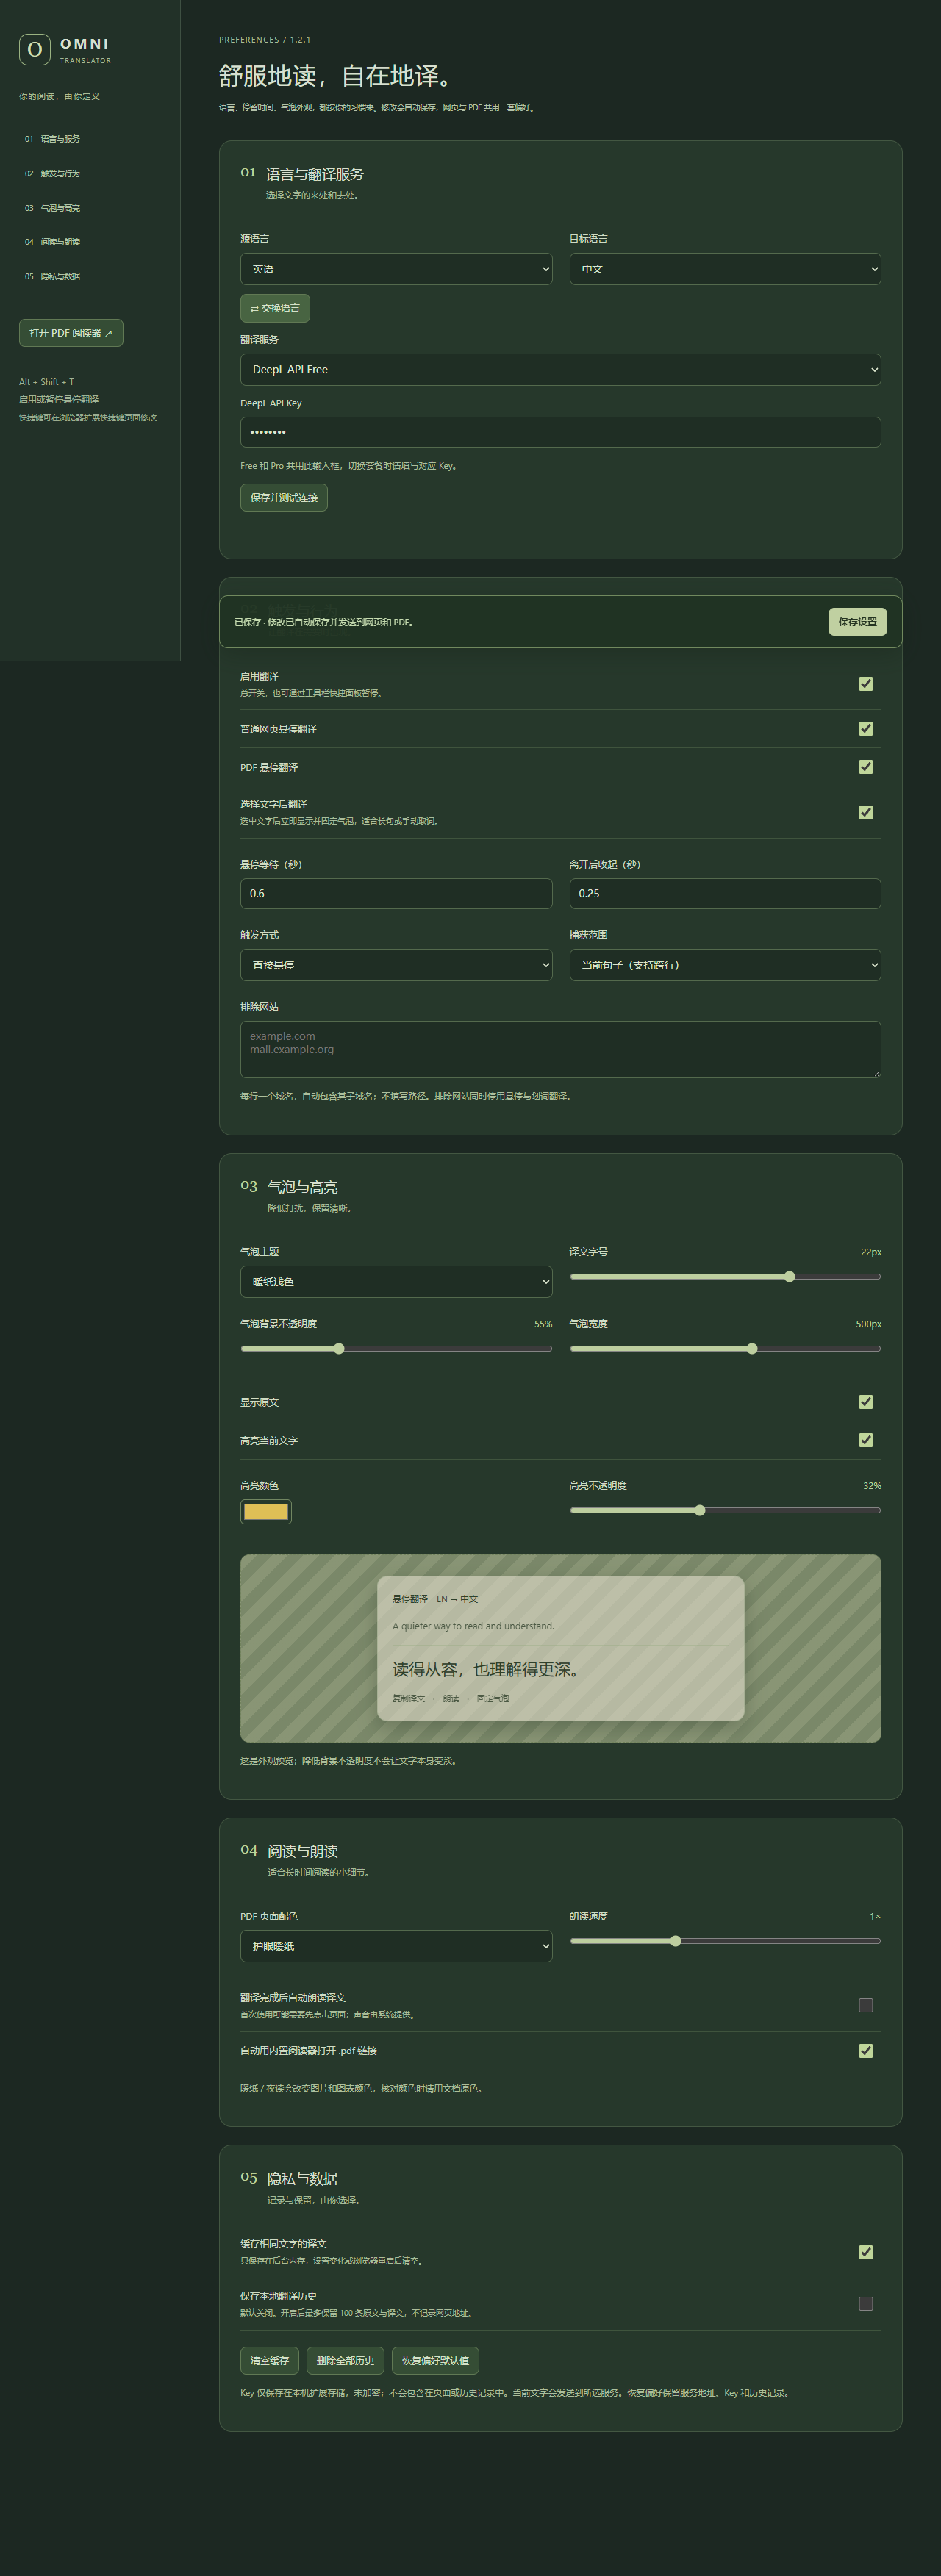 O
OMNI
TRANSLATOR
你的阅读，由你定义
01 语言与服务
02 触发与行为
03 气泡与高亮
04 阅读与朗读
05 隐私与数据
打开 PDF 阅读器 ↗
Alt + Shift + T
启用或暂停悬停翻译
快捷键可在浏览器扩展快捷键页面修改
PREFERENCES / 1.2.1
舒服地读，自在地译。
语言、停留时间、气泡外观，都按你的习惯来。修改会自动保存，网页与 PDF 共用一套偏好。
01 语言与翻译服务
选择文字的来处和去处。
源语言
目标语言
英语
中文
⇄ 交换语言
翻译服务
DeepL API Free
DeepL API Key
••••••••
Free 和 Pro 共用此输入框，切换套餐时请填写对应 Key。
保存并测试连接
02 触发与行为
已保存 · 修改已自动保存并发送到网页和 PDF。
保存设置
启用翻译
总开关，也可通过工具栏快捷面板暂停。
普通网页悬停翻译
PDF 悬停翻译
选择文字后翻译
选中文字后立即显示并固定气泡，适合长句或手动取词。
悬停等待（秒）
离开后收起（秒）
0.6
0.25
触发方式
捕获范围
直接悬停
当前句子（支持跨行）
排除网站
example.com
mail.example.org
每行一个域名，自动包含其子域名；不填写路径。排除网站同时停用悬停与划词翻译。
03 气泡与高亮
降低打扰，保留清晰。
气泡主题
译文字号 22px
暖纸浅色
气泡背景不透明度 55%
气泡宽度 500px
显示原文
高亮当前文字
高亮颜色
高亮不透明度 32%
悬停翻译 EN → 中文
A quieter way to read and understand.
读得从容，也理解得更深。
复制译文 · 朗读 · 固定气泡
这是外观预览；降低背景不透明度不会让文字本身变淡。
04 阅读与朗读
适合长时间阅读的小细节。
PDF 页面配色
朗读速度 1×
护眼暖纸
翻译完成后自动朗读译文
首次使用可能需要先点击页面；声音由系统提供。
自动用内置阅读器打开 .pdf 链接
暖纸 / 夜读会改变图片和图表颜色，核对颜色时请用文档原色。
05 隐私与数据
记录与保留，由你选择。
缓存相同文字的译文
只保存在后台内存，设置变化或浏览器重启后清空。
保存本地翻译历史
默认关闭。开启后最多保留 100 条原文与译文，不记录网页地址。
清空缓存
删除全部历史
恢复偏好默认值
Key 仅保存在本机扩展存储，未加密；不会包含在页面或历史记录中。当前文字会发送到所选服务。恢复偏好保留服务地址、Key 和历史记录。